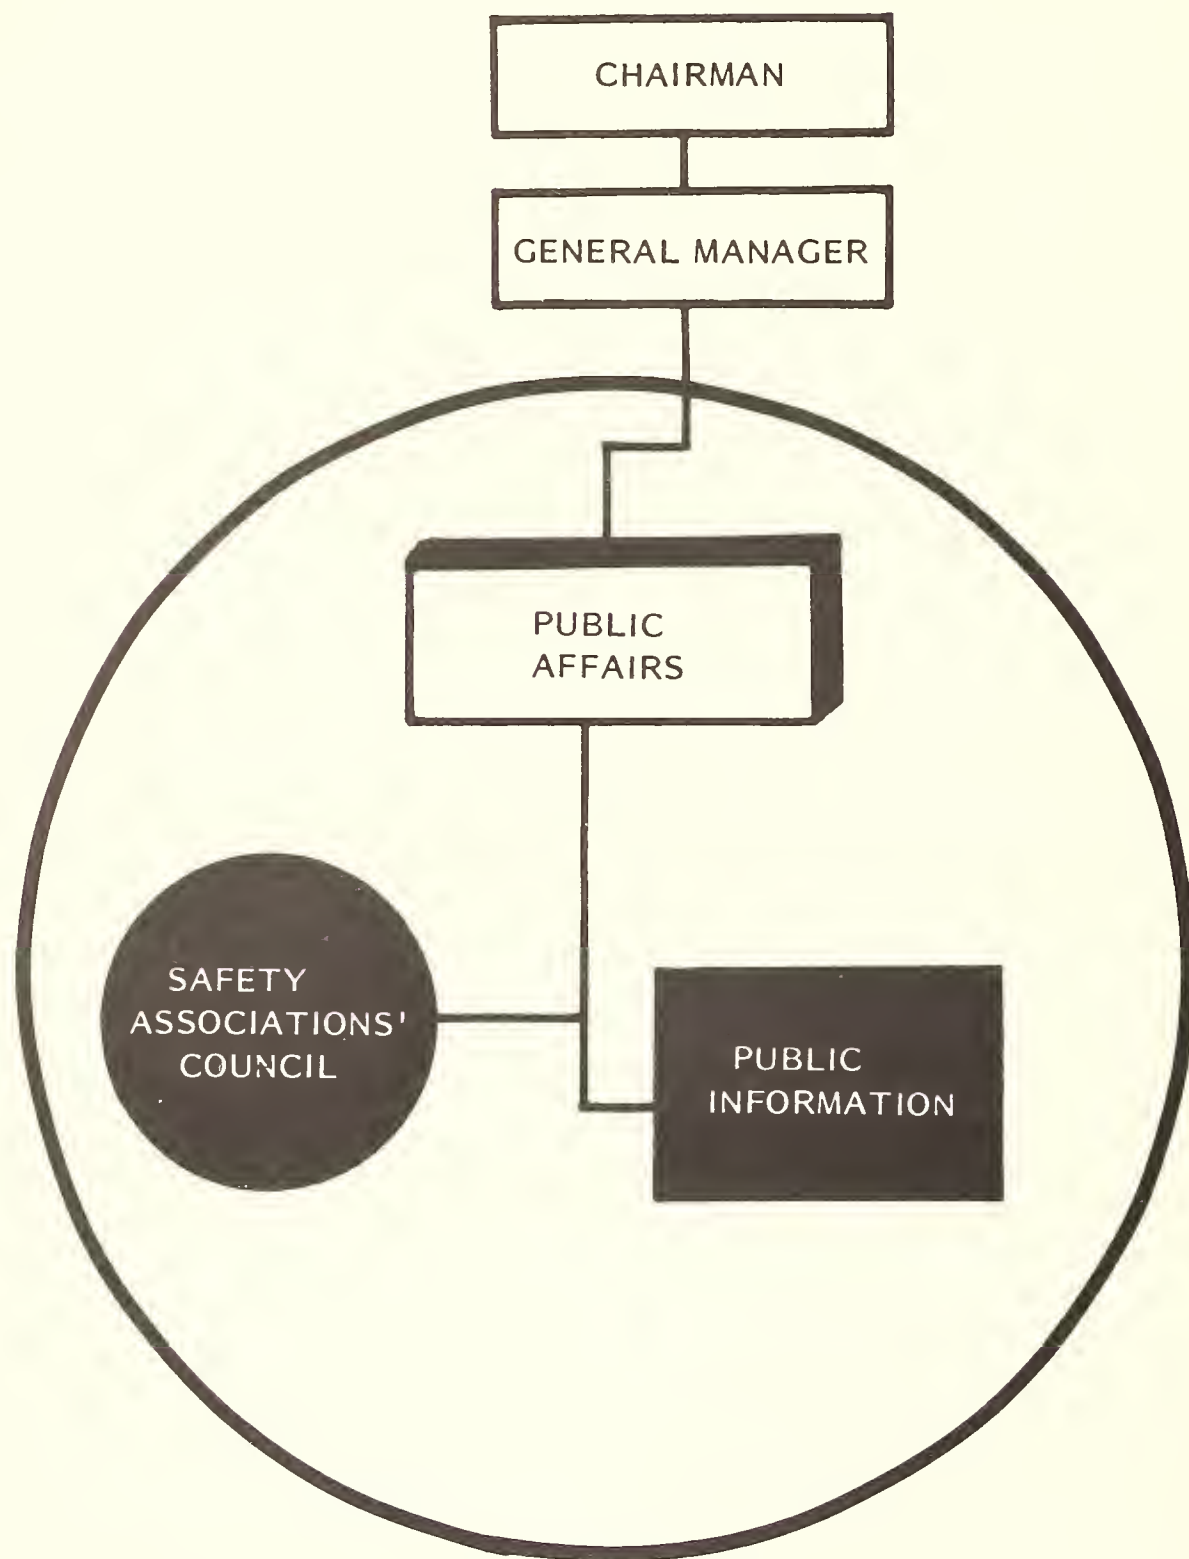 CHAIRMAN
GENERAL MANAGER
PUBLIC
AFFAIRS
SAFETY
ASSOCIATIONS'
COUNCIL
PUBLIC
INFORMATION